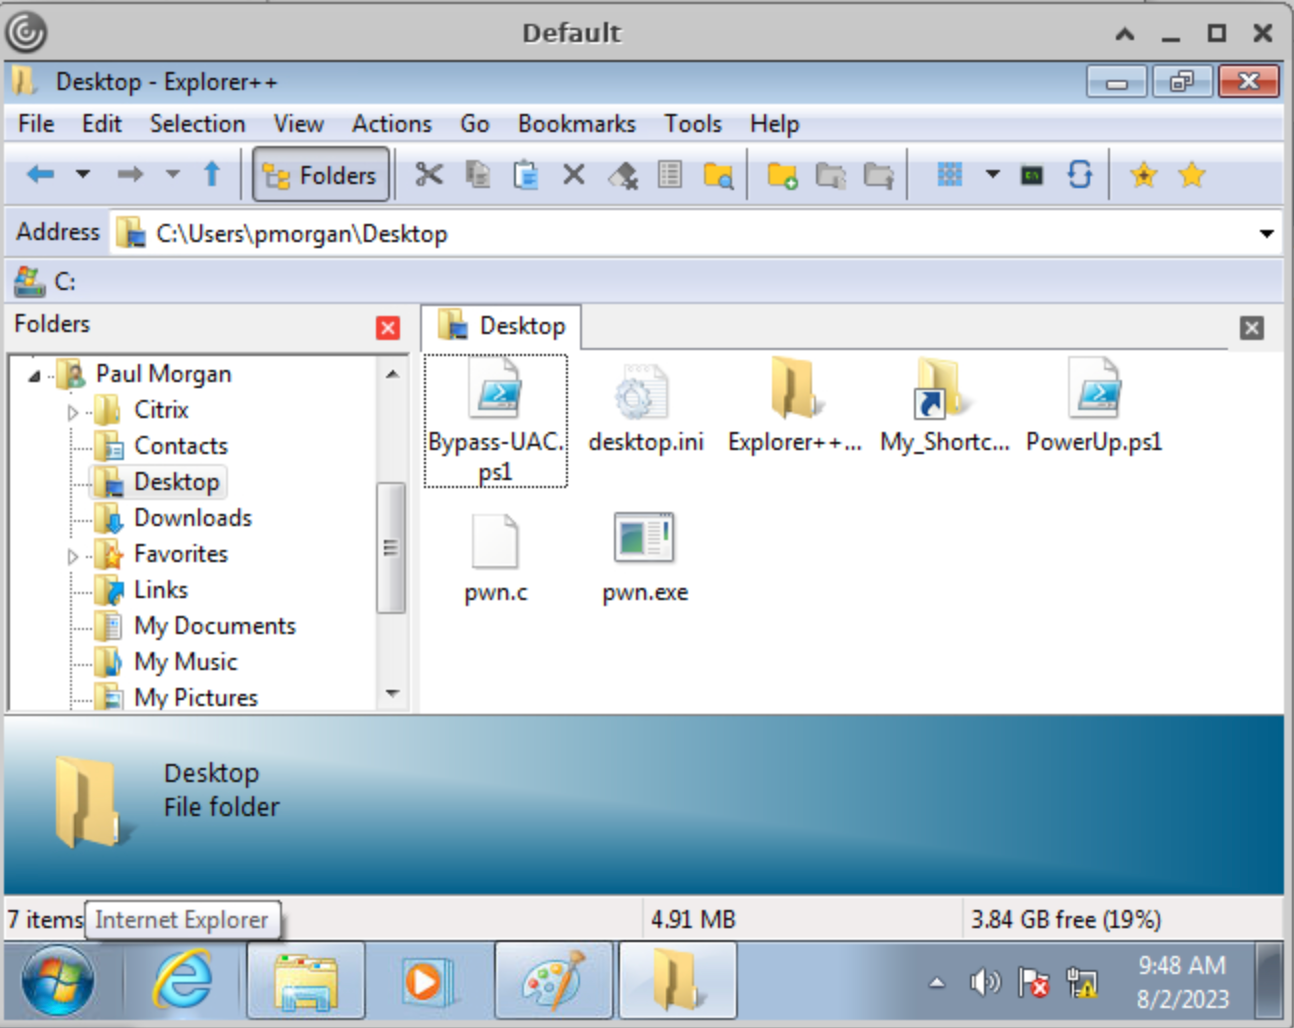 Default
Desktop - Explorer++
File Edit Selection View Actions Go Bookmarks Tools Help
Folders
Address C:\Users\pmorgan\Desktop
C:
Folders
Paul Morgan
Citrix
Contacts
Desktop
Downloads
Favorites
Links
My Documents
My Music
My Pictures
Desktop
Bypass-UAC.
ps1
desktop.ini
Explorer++...
My_Shortc...
PowerUp.ps1
pwn.c
pwn.exe
Desktop
File folder
7 items
Internet Explorer
4.91 MB
3.84 GB free (19%)
9:48 AM
8/2/2023